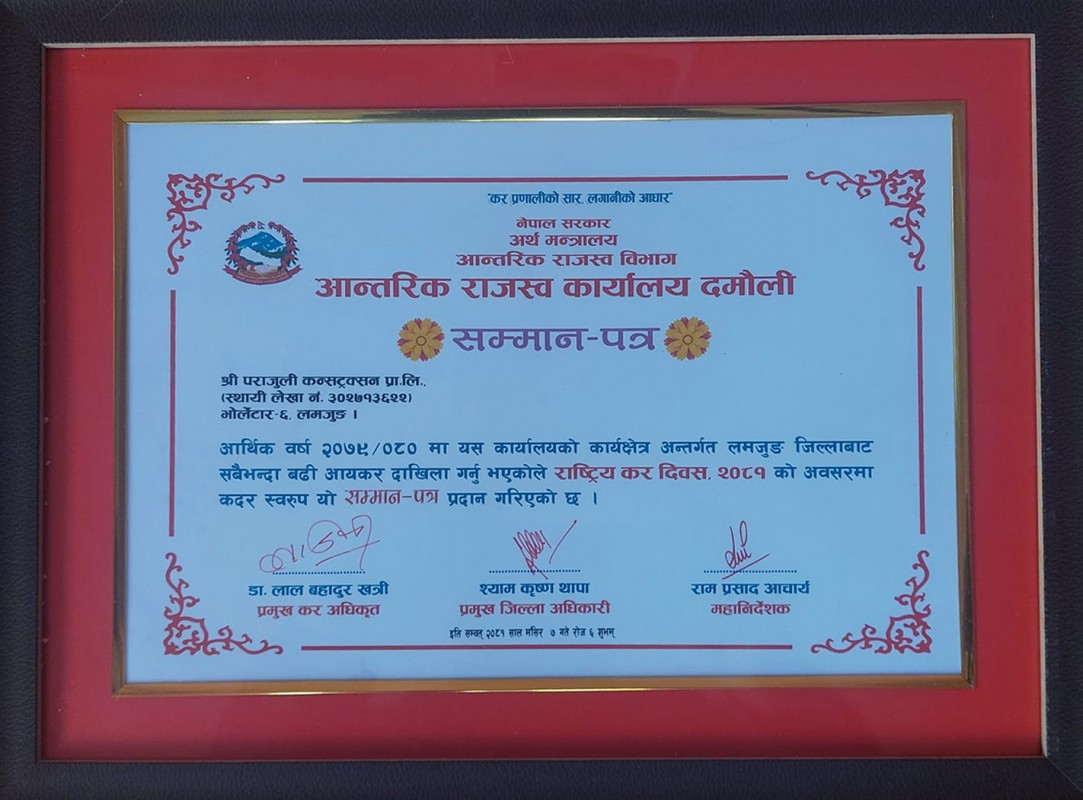 "कर प्रणालीको सार, लगानीको आधार"
नेपाल सरकार
अर्थ मन्त्रालय
आन्तरिक राजस्व विभाग
आन्तरिक राजस्व कार्यालय दमौली
सम्मान-पत्र
श्री पराजुली कन्सट्रक्सन प्रा.लि.,
(स्थायी लेखा नं. ३०२७१३६२२)
भोर्लेटार-६, लमजुङ ।
आर्थिक वर्ष २०७९/०८० मा यस कार्यालयको कार्यक्षेत्र अन्तर्गत लमजुङ जिल्लाबाट
सबैभन्दा बढी आयकर दाखिला गर्नु भएकोले राष्ट्रिय कर दिवस, २०८१ को अवसरमा
कदर स्वरुप यो सम्मान-पत्र प्रदान गरिएको छ ।
डा. लाल बहादुर खत्री श्याम कृष्ण थापा राम प्रसाद आचार्य
प्रमुख कर अधिकृत प्रमुख जिल्ला अधिकारी महानिर्देशक
इति सम्वत् २०८१ साल मंसिर ७ गते रोज ६ शुभम्